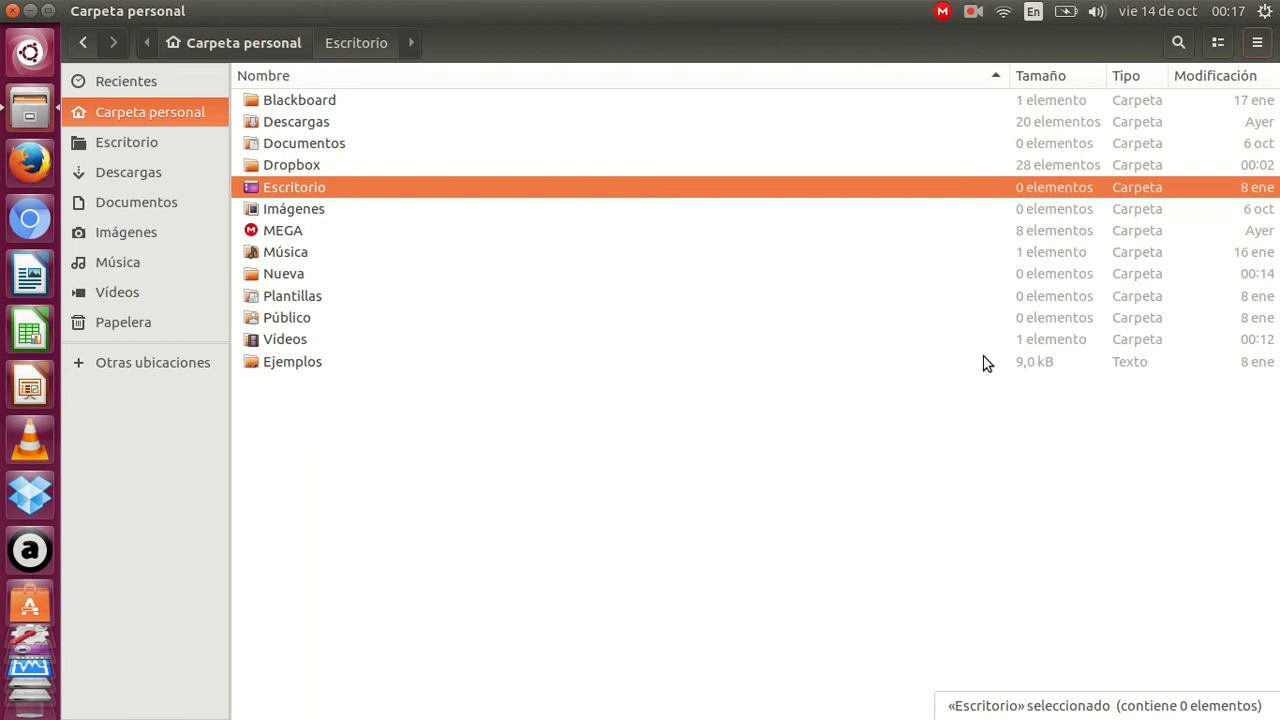 Carpeta personal
En
vie 14 de oct
00:17
Carpeta personal
Escritorio
Recientes
Carpeta personal
Escritorio
Descargas
Documentos
Imágenes
Música
Vídeos
Papelera
Otras ubicaciones
Nombre Tamaño Tipo Modificación
Blackboard 1 elemento Carpeta 17 ene
Descargas 20 elementos Carpeta Ayer
Documentos 0 elementos Carpeta 6 oct
Dropbox 28 elementos Carpeta 00:02
Escritorio 0 elementos Carpeta 8 ene
Imágenes 0 elementos Carpeta 6 oct
MEGA 8 elementos Carpeta Ayer
Música 1 elemento Carpeta 16 ene
Nueva 0 elementos Carpeta 00:14
Plantillas 0 elementos Carpeta 8 ene
Público 0 elementos Carpeta 8 ene
Vídeos 1 elemento Carpeta 00:12
Ejemplos 9,0 kB Texto 8 ene
«Escritorio» seleccionado (contiene 0 elementos)